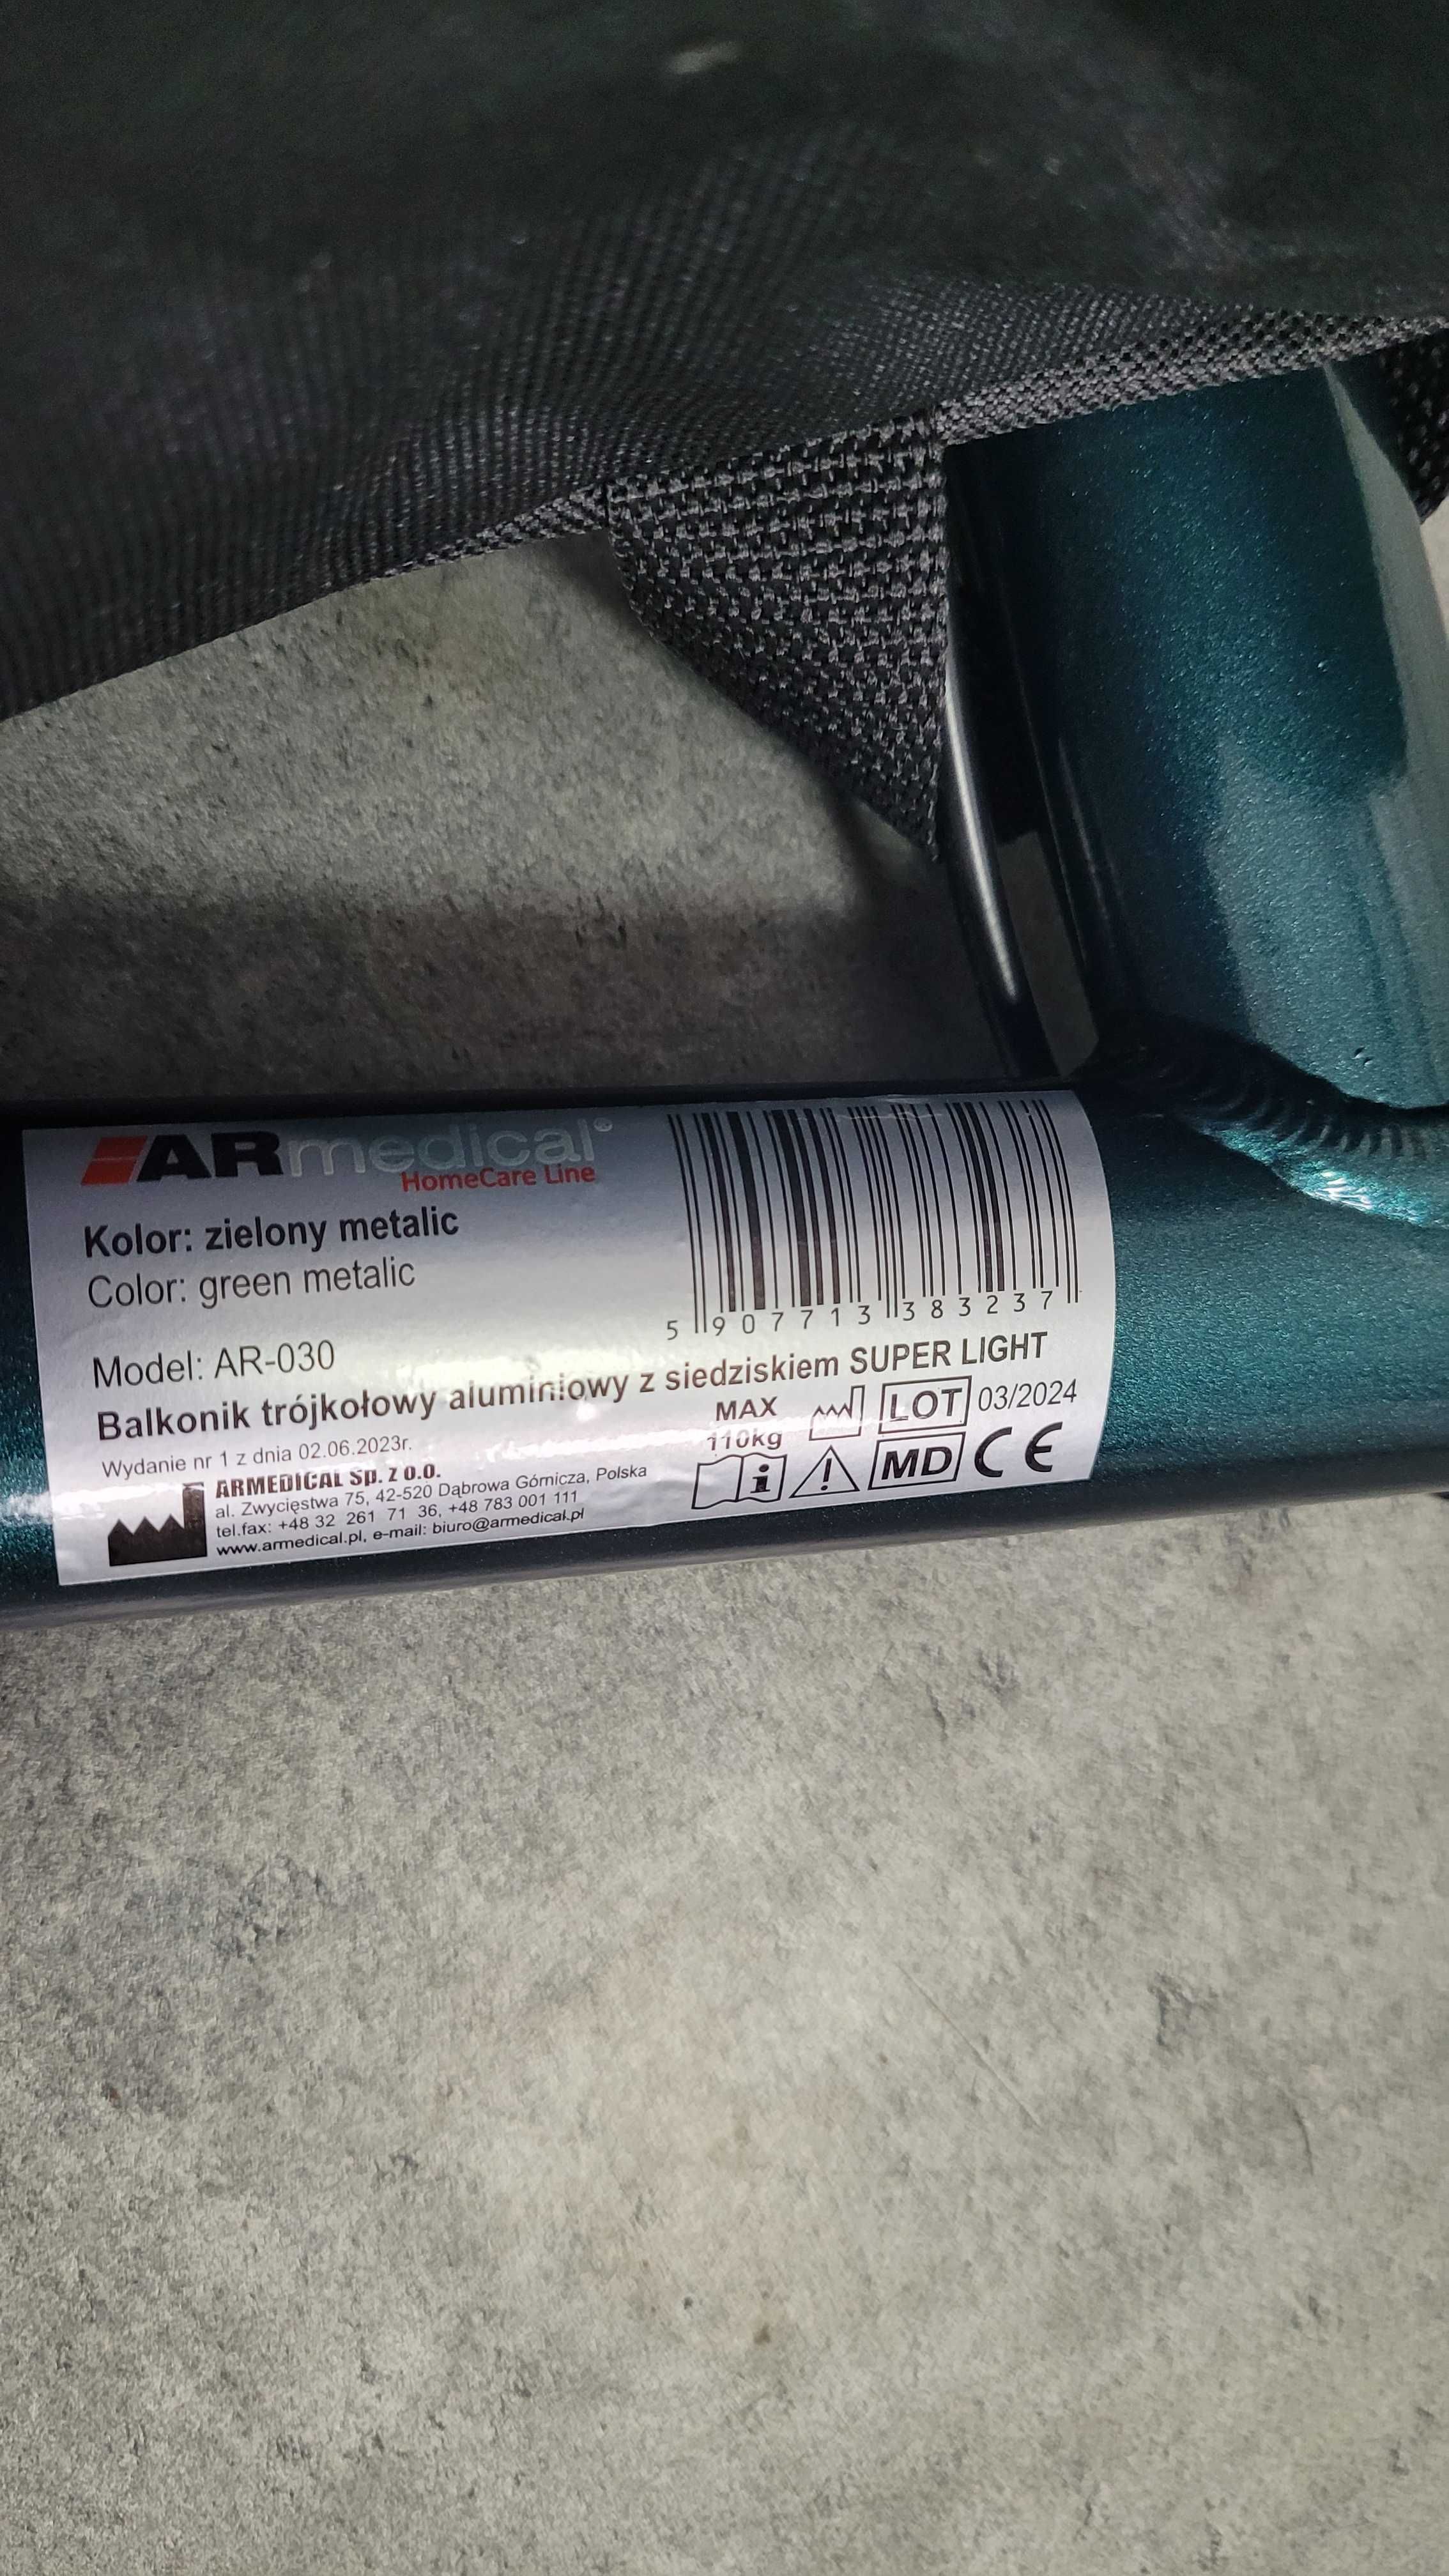 ARmedical®
HomeCare Line
Kolor: zielony metalic
Color: green metalic
5 907713 383237
Model: AR-030
Balkonik trójkołowy aluminiowy z siedziskiem SUPER LIGHT
Wydanie nr 1 z dnia 02.06.2023r.
ARMEDICAL Sp. z o.o.
al. Zwycięstwa 75, 42-520 Dąbrowa Górnicza, Polska
tel.fax: +48 32 261 71 36, +48 783 001 111
www.armedical.pl, e-mail: biuro@armedical.pl
MAX
110kg
LOT 03/2024
MD CE